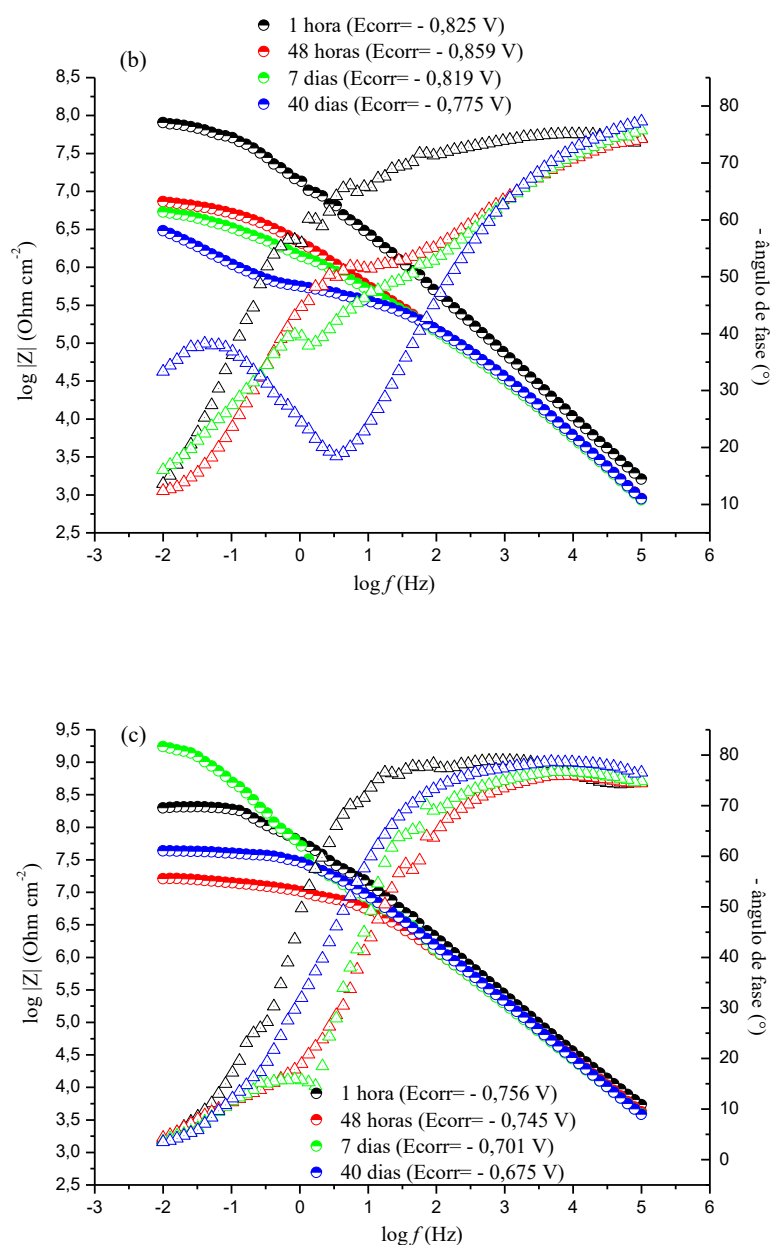 1 hora (Ecorr= - 0,825 V)
48 horas (Ecorr= - 0,859 V)
7 dias (Ecorr= - 0,819 V)
40 dias (Ecorr= - 0,775 V)
(b)
8,5
8,0
7,5
7,0
6,5
6,0
5,5
5,0
4,5
4,0
3,5
3,0
2,5
log |Z| (Ohm cm-2)
80
70
60
50
40
30
20
10
- ângulo de fase (°)
-3 -2 -1 0 1 2 3 4 5 6
log f (Hz)
(c)
9,5
9,0
8,5
8,0
7,5
7,0
6,5
6,0
5,5
5,0
4,5
4,0
3,5
3,0
2,5
log |Z| (Ohm cm-2)
80
70
60
50
40
30
20
10
0
- ângulo de fase (°)
1 hora (Ecorr= - 0,756 V)
48 horas (Ecorr= - 0,745 V)
7 dias (Ecorr= - 0,701 V)
40 dias (Ecorr= - 0,675 V)
-3 -2 -1 0 1 2 3 4 5 6
log f (Hz)